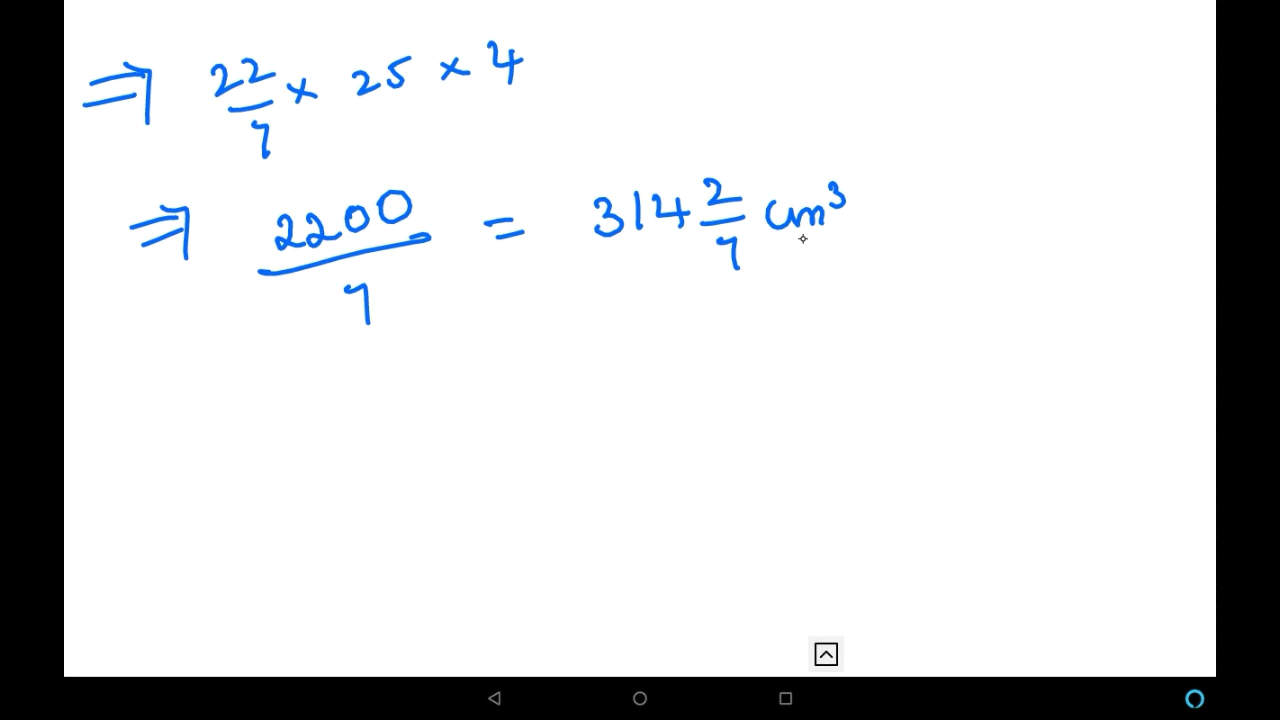 ⇒ 22/7 × 25 × 4
⇒ 2200/7 = 314 2/7 cm³